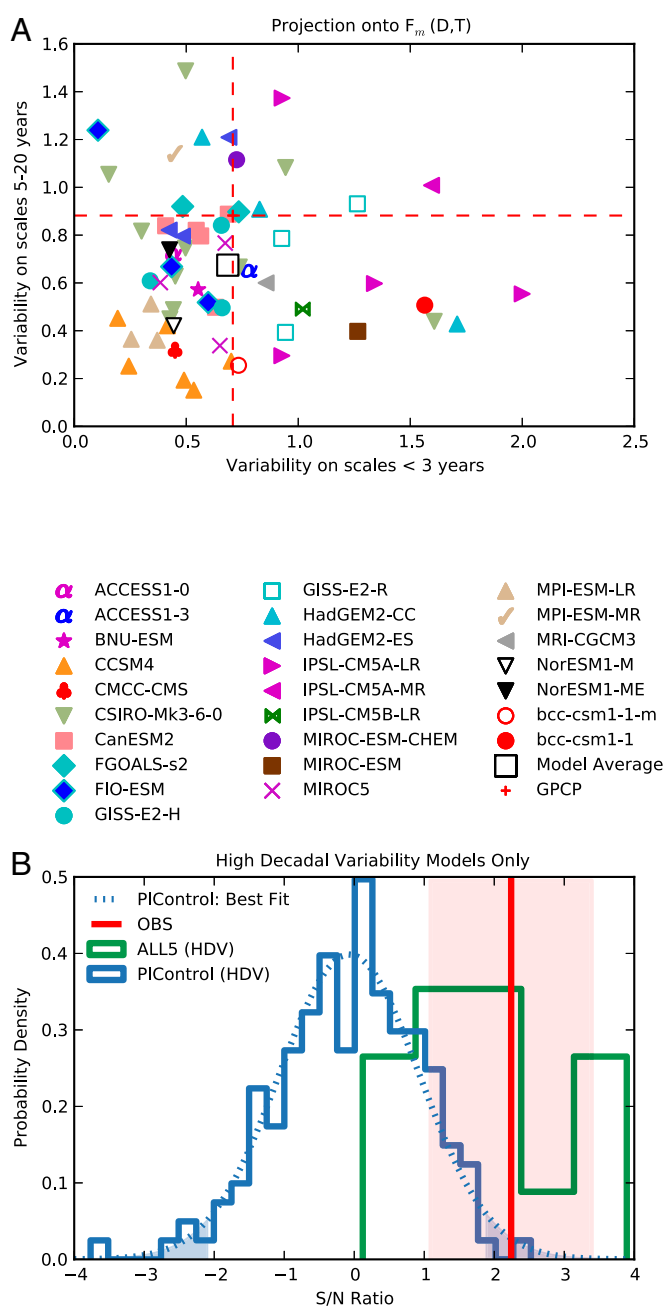 A
Projection onto Fm (D,T)
1.6
1.4
1.2
1.0
0.8
0.6
0.4
0.2
0.0
Variability on scales 5-20 years
α
0.0 0.5 1.0 1.5 2.0 2.5
Variability on scales < 3 years
α ACCESS1-0
α ACCESS1-3
BNU-ESM
CCSM4
CMCC-CMS
CSIRO-Mk3-6-0
CanESM2
FGOALS-s2
FIO-ESM
GISS-E2-H
GISS-E2-R
HadGEM2-CC
HadGEM2-ES
IPSL-CM5A-LR
IPSL-CM5A-MR
IPSL-CM5B-LR
MIROC-ESM-CHEM
MIROC-ESM
MIROC5
MPI-ESM-LR
MPI-ESM-MR
MRI-CGCM3
NorESM1-M
NorESM1-ME
bcc-csm1-1-m
bcc-csm1-1
Model Average
GPCP
B
High Decadal Variability Models Only
0.5
0.4
0.3
0.2
0.1
0.0
Probability Density
PIControl: Best Fit
OBS
ALL5 (HDV)
PIControl (HDV)
−4 −3 −2 −1 0 1 2 3 4
S/N Ratio